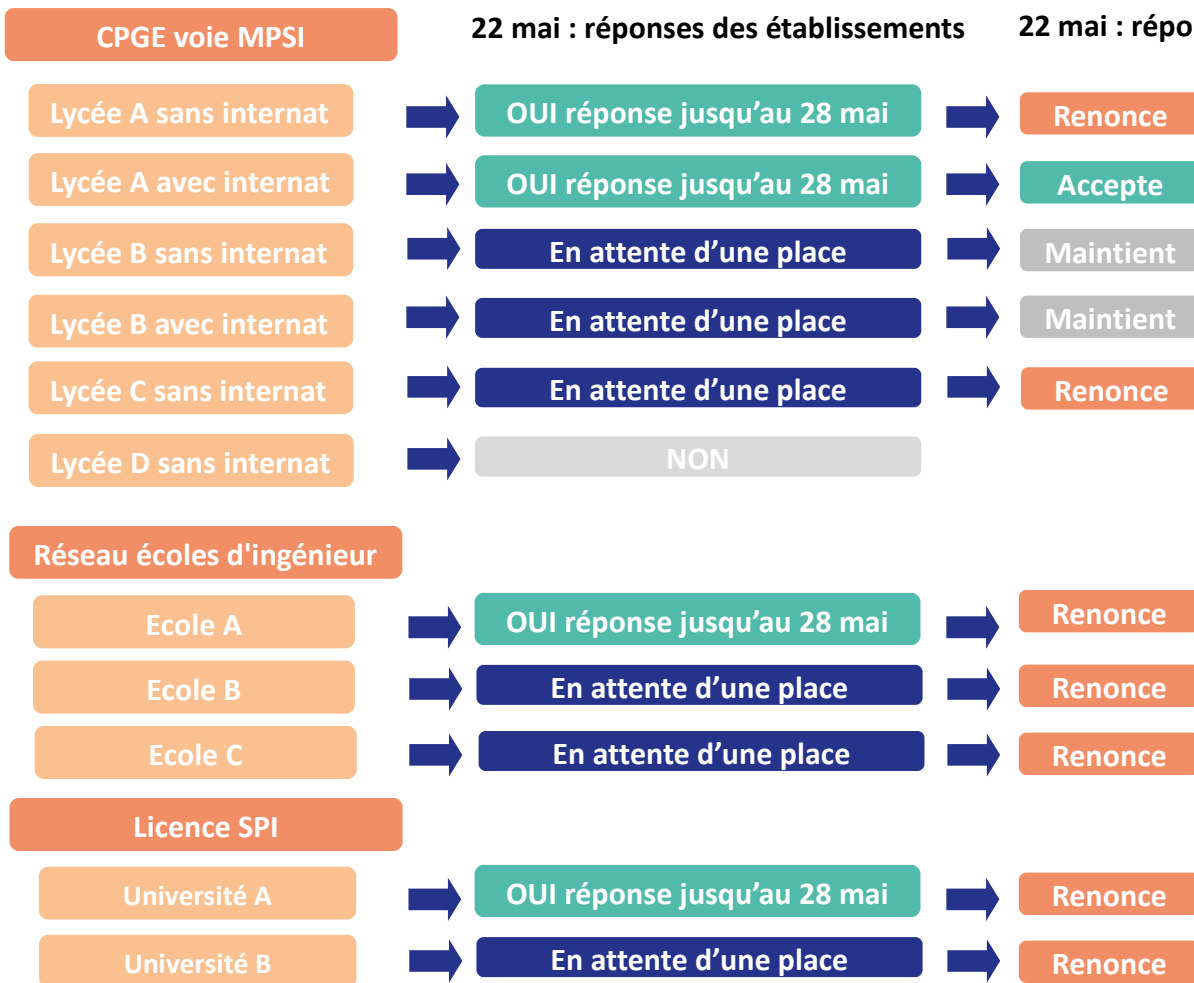 CPGE voie MPSI
22 mai : réponses des établissements
22 mai : répo
Lycée A sans internat
OUI réponse jusqu'au 28 mai
Renonce
Lycée A avec internat
OUI réponse jusqu'au 28 mai
Accepte
Lycée B sans internat
En attente d'une place
Maintient
Lycée B avec internat
En attente d'une place
Maintient
Lycée C sans internat
En attente d'une place
Renonce
Lycée D sans internat
NON
Réseau écoles d'ingénieur
Ecole A
OUI réponse jusqu'au 28 mai
Renonce
Ecole B
En attente d'une place
Renonce
Ecole C
En attente d'une place
Renonce
Licence SPI
Université A
OUI réponse jusqu'au 28 mai
Renonce
Université B
En attente d'une place
Renonce